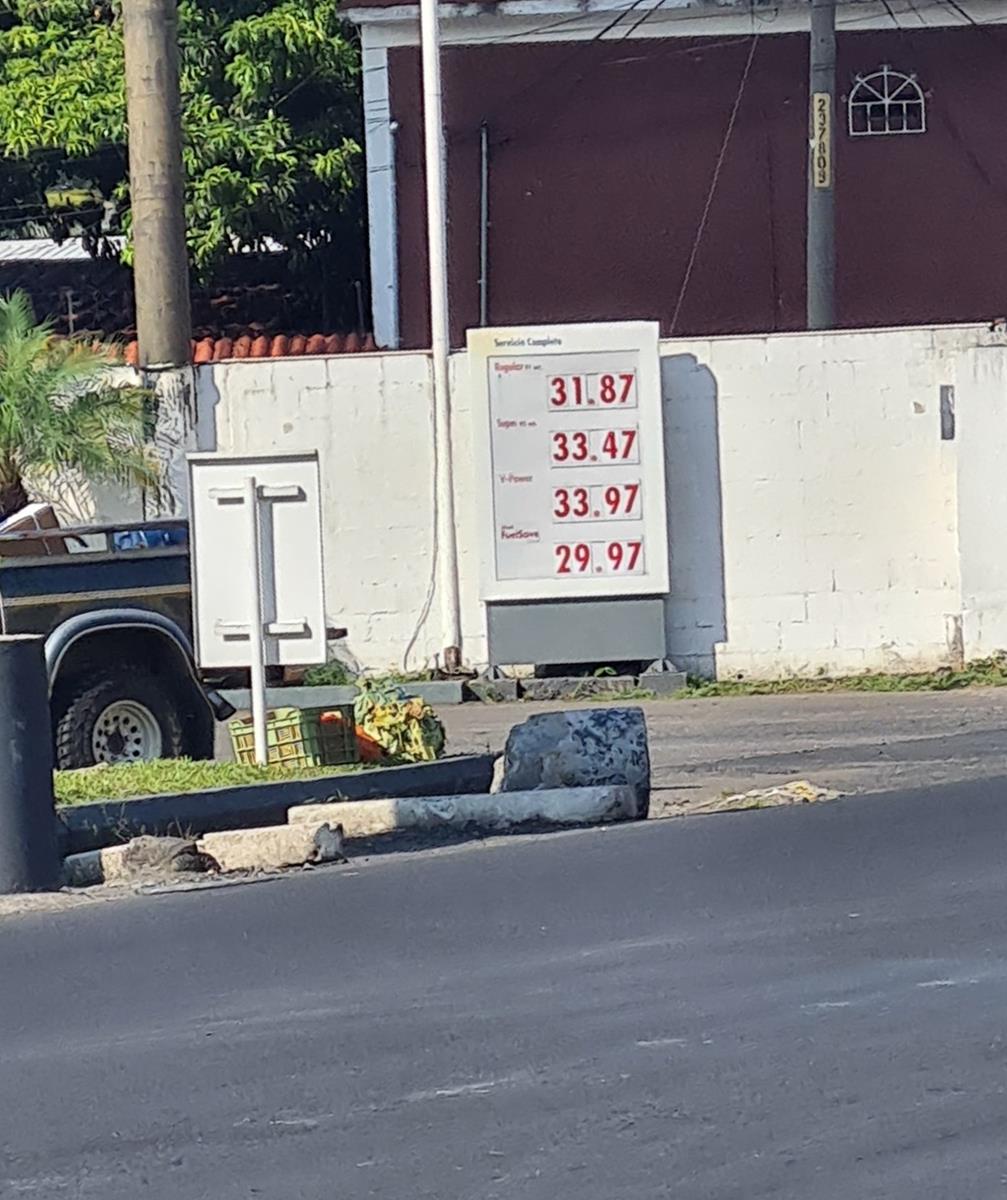 237809
Servicio Completo
Regular
31.87
Super
33.47
V-Power
33.97
FuelSave
29.97